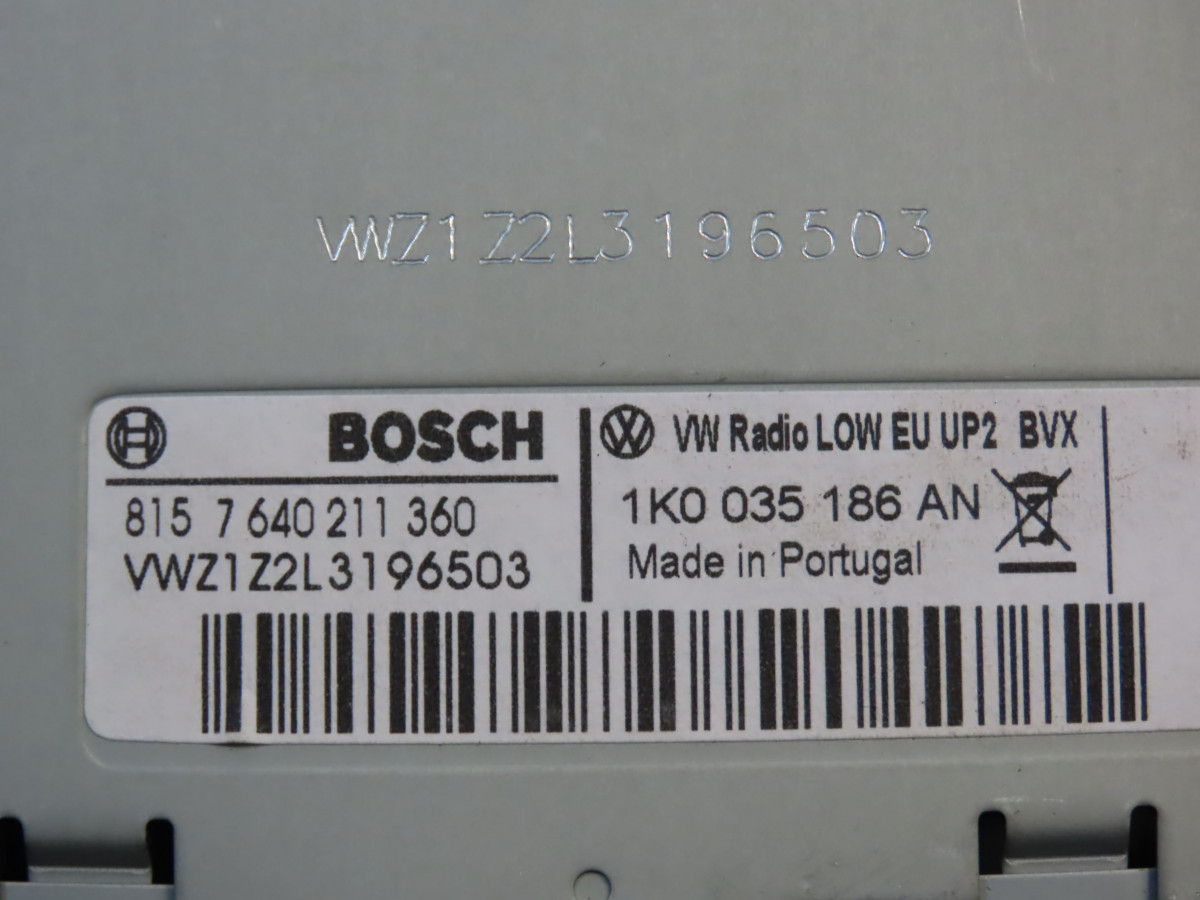 VWZ1Z2L3196503
BOSCH
815 7 640 211 360
VWZ1Z2L3196503
VW Radio LOW EU UP2 BVX
1K0 035 186 AN
Made in Portugal